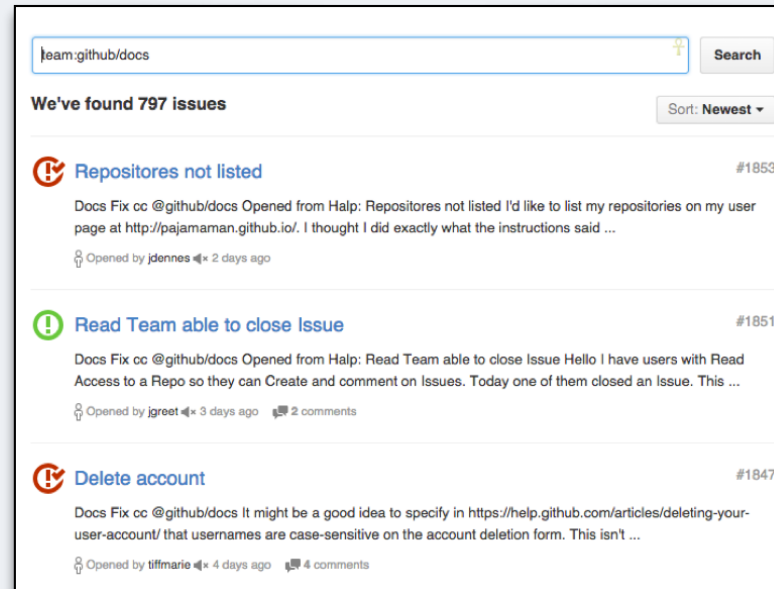 team:github/docs
Search
We've found 797 issues
Sort: Newest
Repositores not listed
#1853
Docs Fix cc @github/docs Opened from Halp: Repositores not listed I'd like to list my repositories on my user
page at http://pajamaman.github.io/. I thought I did exactly what the instructions said ...
Opened by jdennes 2 days ago
Read Team able to close Issue
#1851
Docs Fix cc @github/docs Opened from Halp: Read Team able to close Issue Hello I have users with Read
Access to a Repo so they can Create and comment on Issues. Today one of them closed an Issue. This ...
Opened by jgreet 3 days ago 2 comments
Delete account
#1847
Docs Fix cc @github/docs It might be a good idea to specify in https://help.github.com/articles/deleting-your-
user-account/ that usernames are case-sensitive on the account deletion form. This isn't ...
Opened by tiffmarie 4 days ago 4 comments